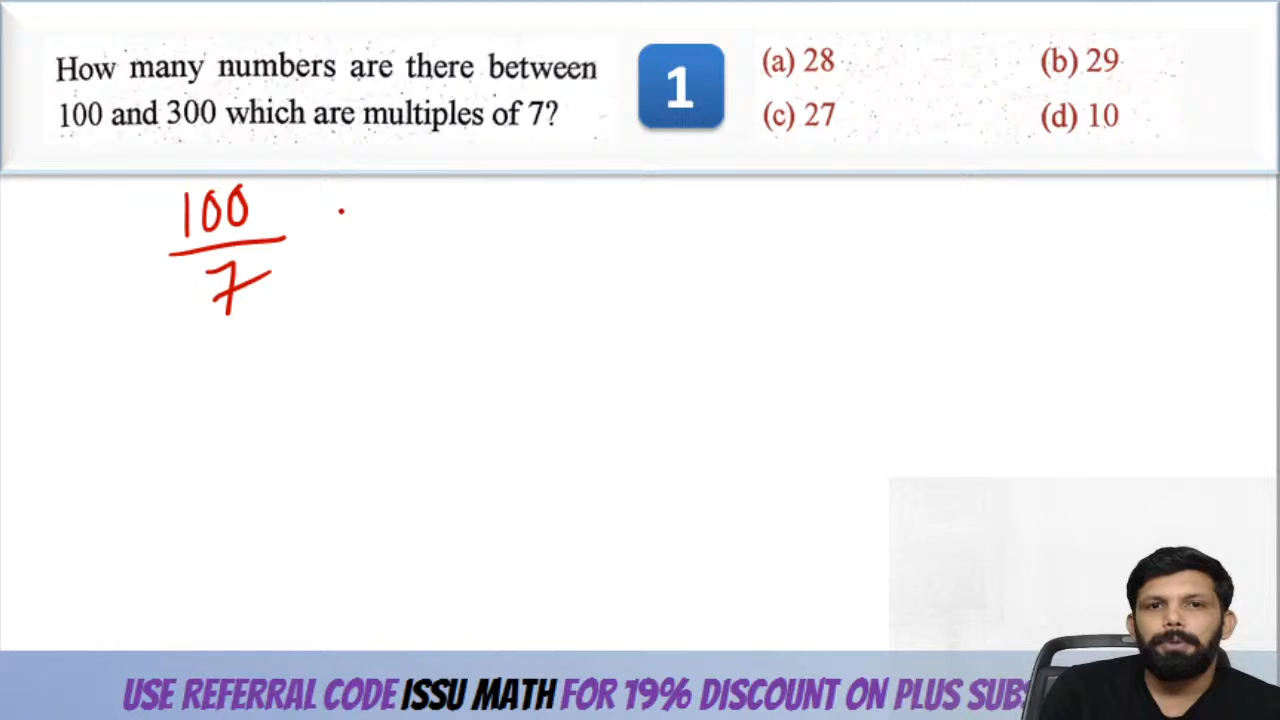 How many numbers are there between
100 and 300 which are multiples of 7?
1
(a) 28
(b) 29
(c) 27
(d) 10
100
7
USE REFERRAL CODE ISSU MATH FOR 19% DISCOUNT ON PLUS SUBS